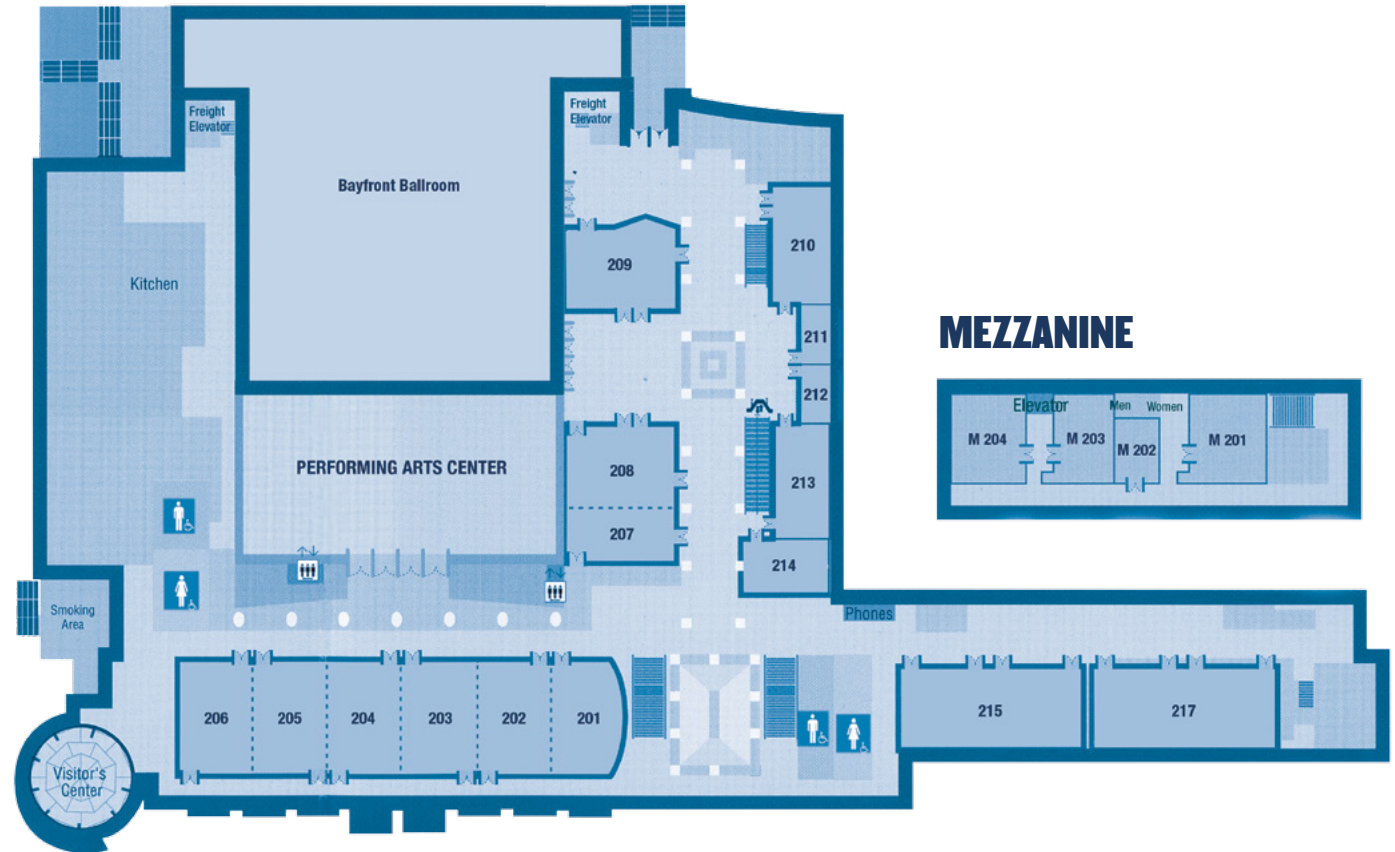 Freight
Elevator
Freight
Elevator
Bayfront Ballroom
Kitchen
209
210
211
212
MEZZANINE
Elevator
Men
Women
M 204
M 203
M 202
M 201
PERFORMING ARTS CENTER
208
207
213
214
Smoking
Area
Phones
206
205
204
203
202
201
215
217
Visitor's
Center